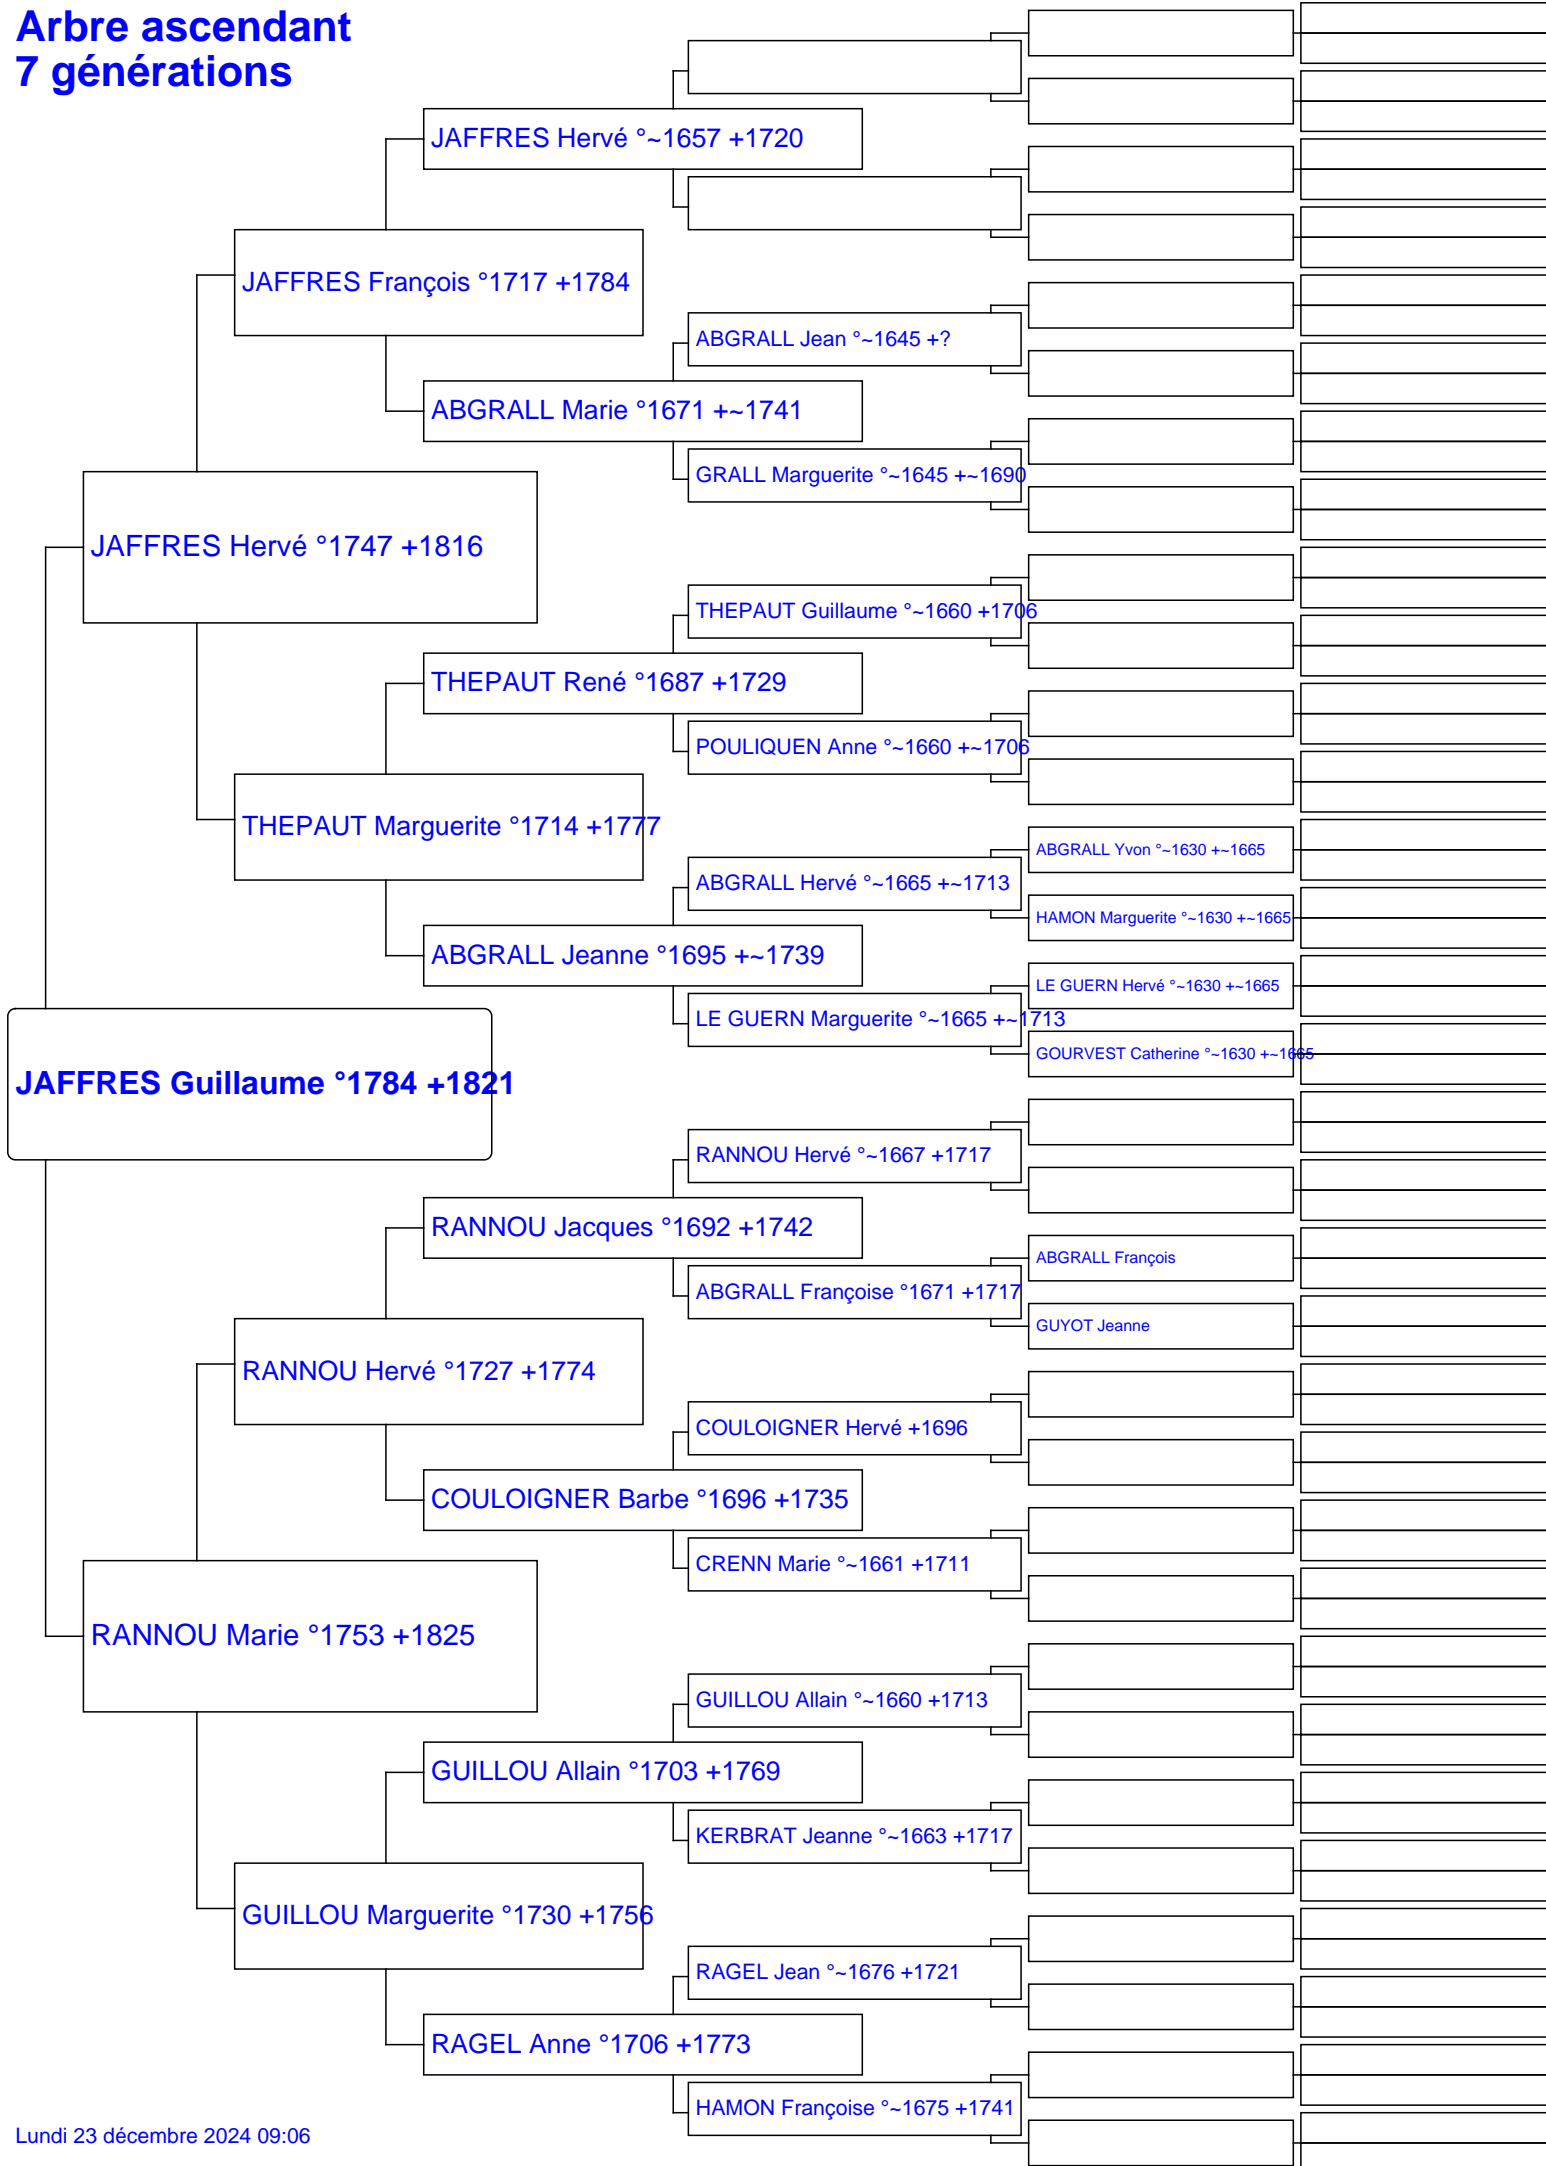 Arbre ascendant
7 générations
JAFFRES Hervé °~1657 +1720
JAFFRES François °1717 +1784
ABGRALL Jean °~1645 +?
ABGRALL Marie °1671 +~1741
GRALL Marguerite °~1645 +~1690
JAFFRES Hervé °1747 +1816
THEPAUT Guillaume °~1660 +1706
THEPAUT René °1687 +1729
POULIQUEN Anne °~1660 +~1706
THEPAUT Marguerite °1714 +1777
ABGRALL Yvon °~1630 +~1665
ABGRALL Hervé °~1665 +~1713
HAMON Marguerite °~1630 +~1665
ABGRALL Jeanne °1695 +~1739
LE GUERN Hervé °~1630 +~1665
LE GUERN Marguerite °~1665 +~1713
GOURVEST Catherine °~1630 +~1665
JAFFRES Guillaume °1784 +1821
RANNOU Hervé °~1667 +1717
RANNOU Jacques °1692 +1742
ABGRALL François
ABGRALL Françoise °1671 +1717
GUYOT Jeanne
RANNOU Hervé °1727 +1774
COULOIGNER Hervé +1696
COULOIGNER Barbe °1696 +1735
CRENN Marie °~1661 +1711
RANNOU Marie °1753 +1825
GUILLOU Allain °~1660 +1713
GUILLOU Allain °1703 +1769
KERBRAT Jeanne °~1663 +1717
GUILLOU Marguerite °1730 +1756
RAGEL Jean °~1676 +1721
RAGEL Anne °1706 +1773
HAMON Françoise °~1675 +1741
Lundi 23 décembre 2024 09:06